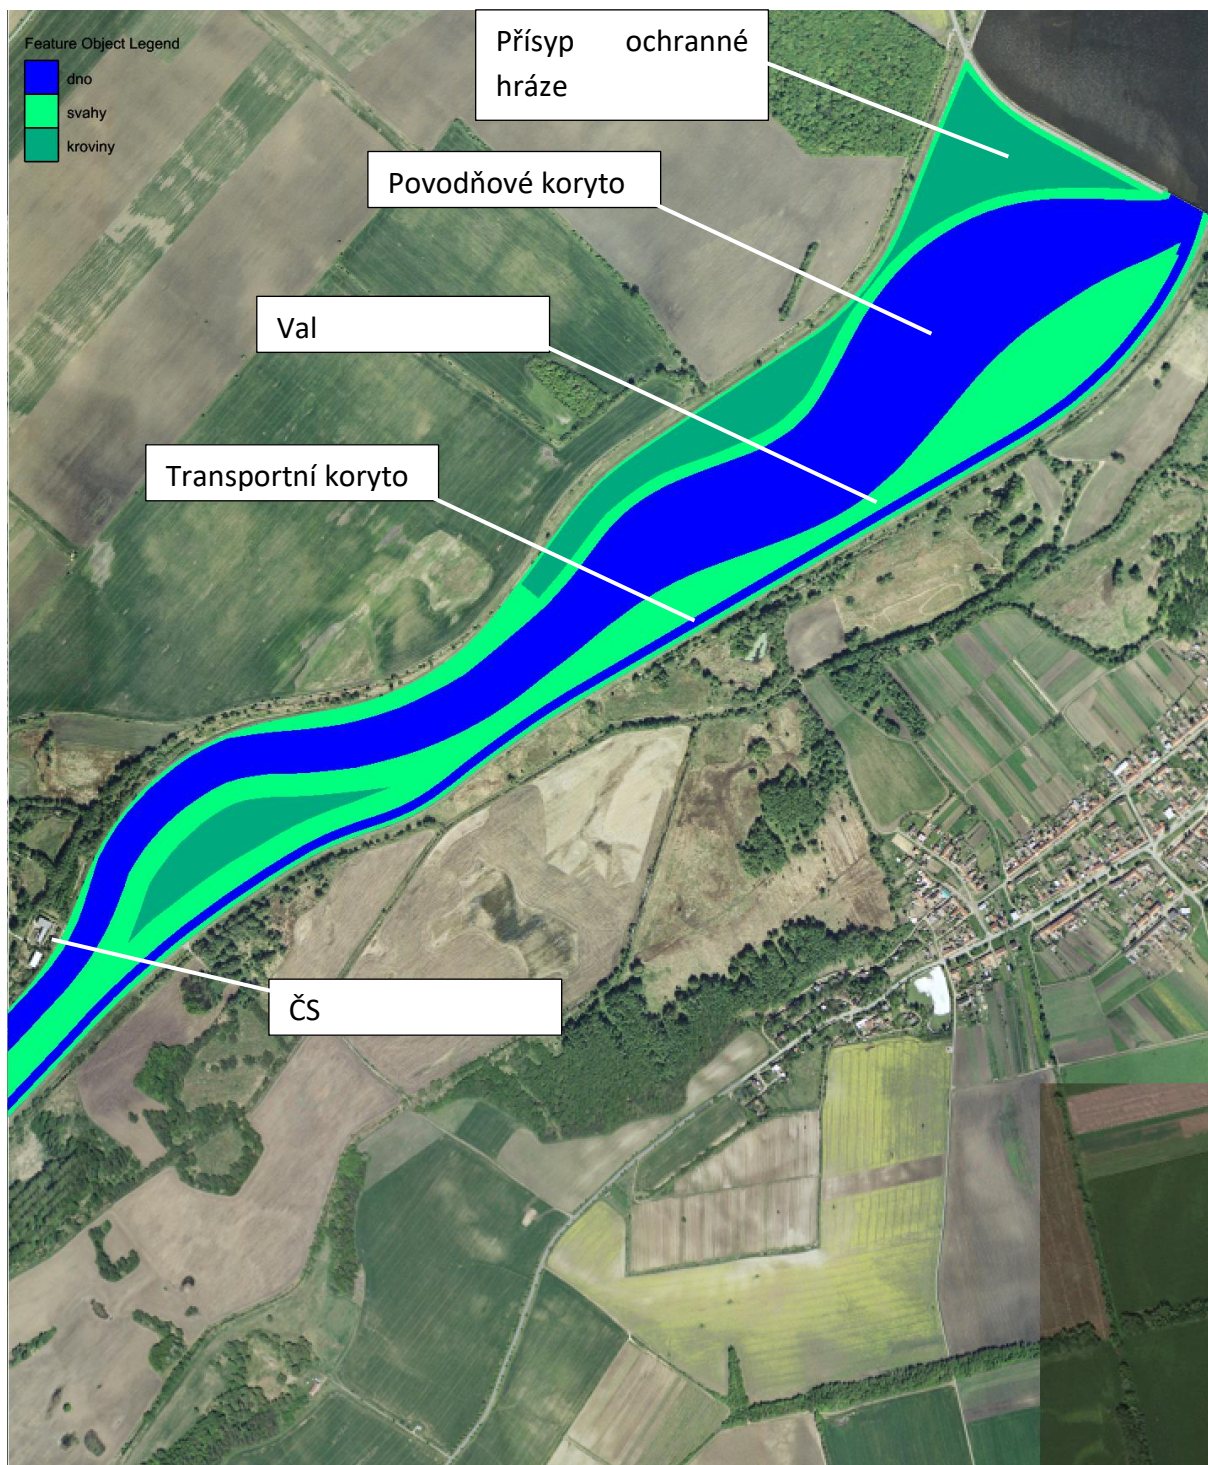 Feature Object Legend
dno
svahy
kroviny
Přísyp ochranné
hráze
Povodňové koryto
Val
Transportní koryto
ČS